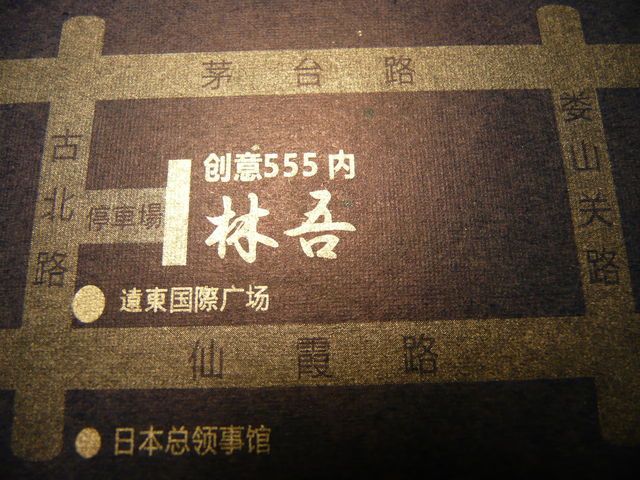 茅台路
娄山关路
古北路
创意555内
停車場
林吾
遠東国際广场
仙霞路
日本总领事馆